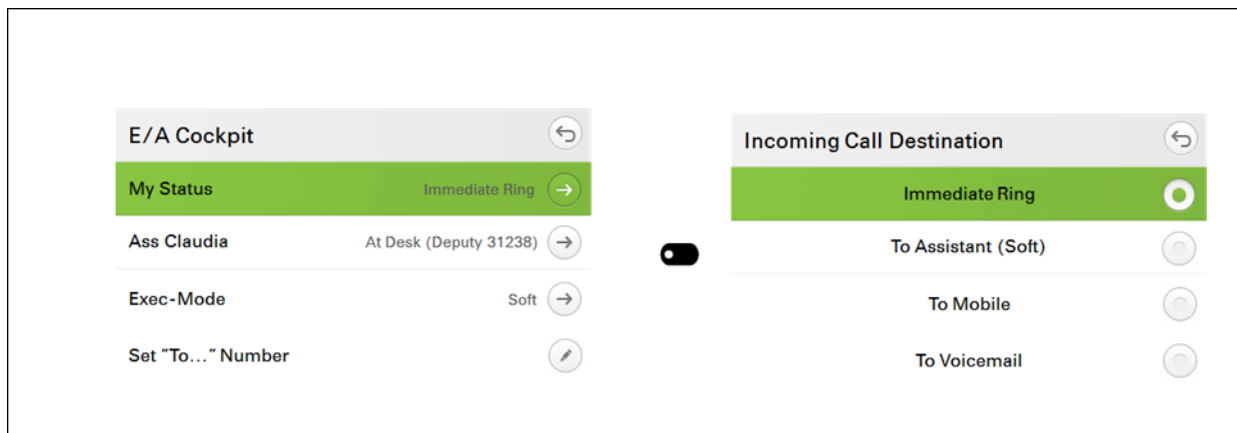 E/A Cockpit
My Status Immediate Ring
Ass Claudia At Desk (Deputy 31238)
Exec-Mode Soft
Set "To..." Number
Incoming Call Destination
Immediate Ring
To Assistant (Soft)
To Mobile
To Voicemail